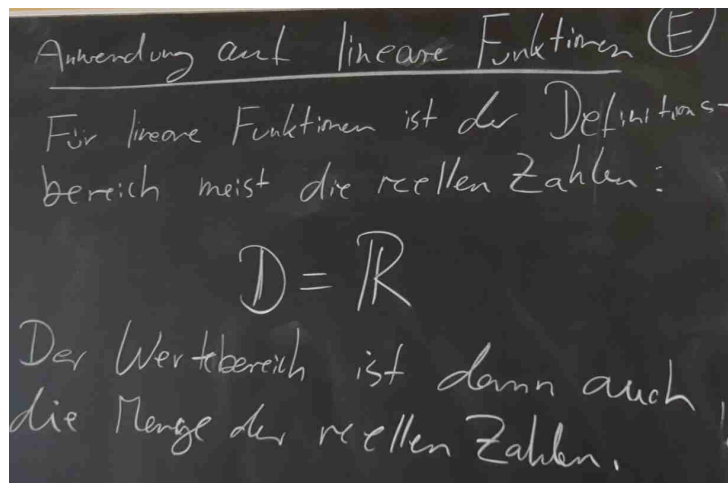 Anwendung auf lineare Funktionen E
Für lineare Funktionen ist der Definitions-
bereich meist die reellen Zahlen:
D = ℝ
Der Wertebereich ist dann auch
die Menge der reellen Zahlen.